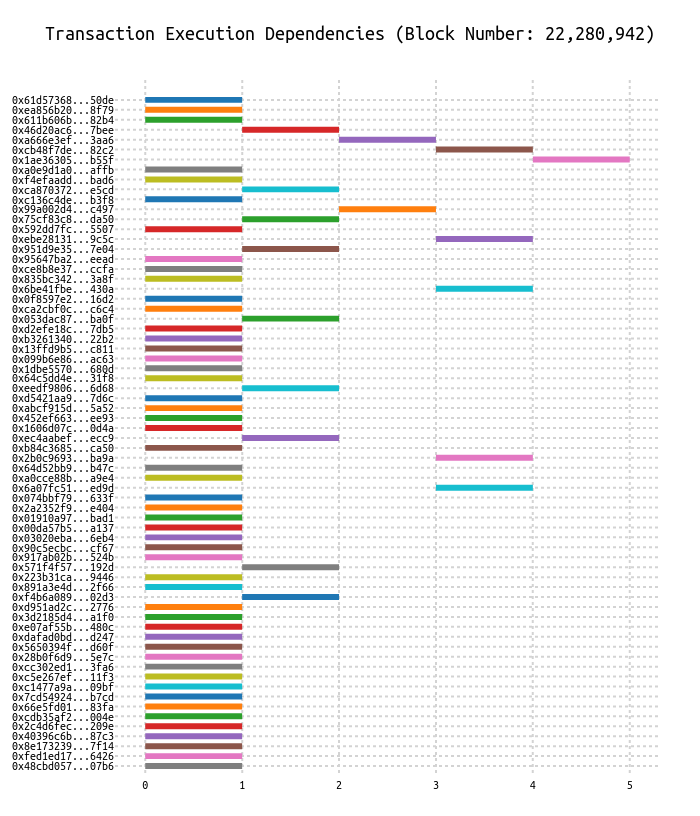 Transaction Execution Dependencies (Block Number: 22,280,942)
0x61d57368...50de
0xea856b20...8f79
0x611b606b...82b4
0x46d20ac6...7bee
0xa666e3ef...3aa6
0xcb48f7de...82c2
0x1ae36305...b55f
0xa0e9d1a0...affb
0xf4efaadd...bad6
0xca870372...e5cd
0xc136c4de...b3f8
0x99a002d4...c497
0x75cf83c8...da50
0x592dd7fc...5507
0xebe28131...9c5c
0x951d9e35...7e04
0x95647ba2...eead
0xce8b8e37...ccfa
0x835bc342...3a8f
0x6be41fbe...430a
0x0f8597e2...16d2
0xca2cbf0c...c6c4
0x053dac87...ba0f
0xd2efe18c...7db5
0xb3261340...22b2
0x13ffd9b5...c811
0x099b6e86...ac63
0x1dbe5570...680d
0x64c5dd4e...31f8
0xeedf9806...6d68
0xd5421aa9...7d6c
0xabcf915d...5a52
0x452ef663...ee93
0x1606d07c...0d4a
0xec4aabef...ecc9
0xb84c3685...ca50
0x2b0c9693...ba9a
0x64d52bb9...b47c
0xa0cce88b...a9e4
0x6a07fc51...ed9d
0x074bbf79...633f
0x2a2352f9...e404
0x01910a97...bad1
0x00da57b5...a137
0x03020eba...6eb4
0x90c5ecbc...cf67
0x917ab02b...524b
0x571f4f57...192d
0x223b31ca...9446
0x891a3e4d...2f66
0xf4b6a089...02d3
0xd951ad2c...2776
0x3d2185d4...a1f0
0xe07af55b...480c
0xdafad0bd...d247
0x5650394f...d60f
0x28b0f6d9...5e7c
0xcc302ed1...3fa6
0xc5e267ef...11f3
0xc1477a9a...09bf
0x7cd54924...b7cd
0x66e5fd01...83fa
0xcdb35af2...004e
0x2c4d6fec...209e
0x40396c6b...87c3
0x8e173239...7f14
0xfed1ed17...6426
0x48cbd057...07b6
0 1 2 3 4 5